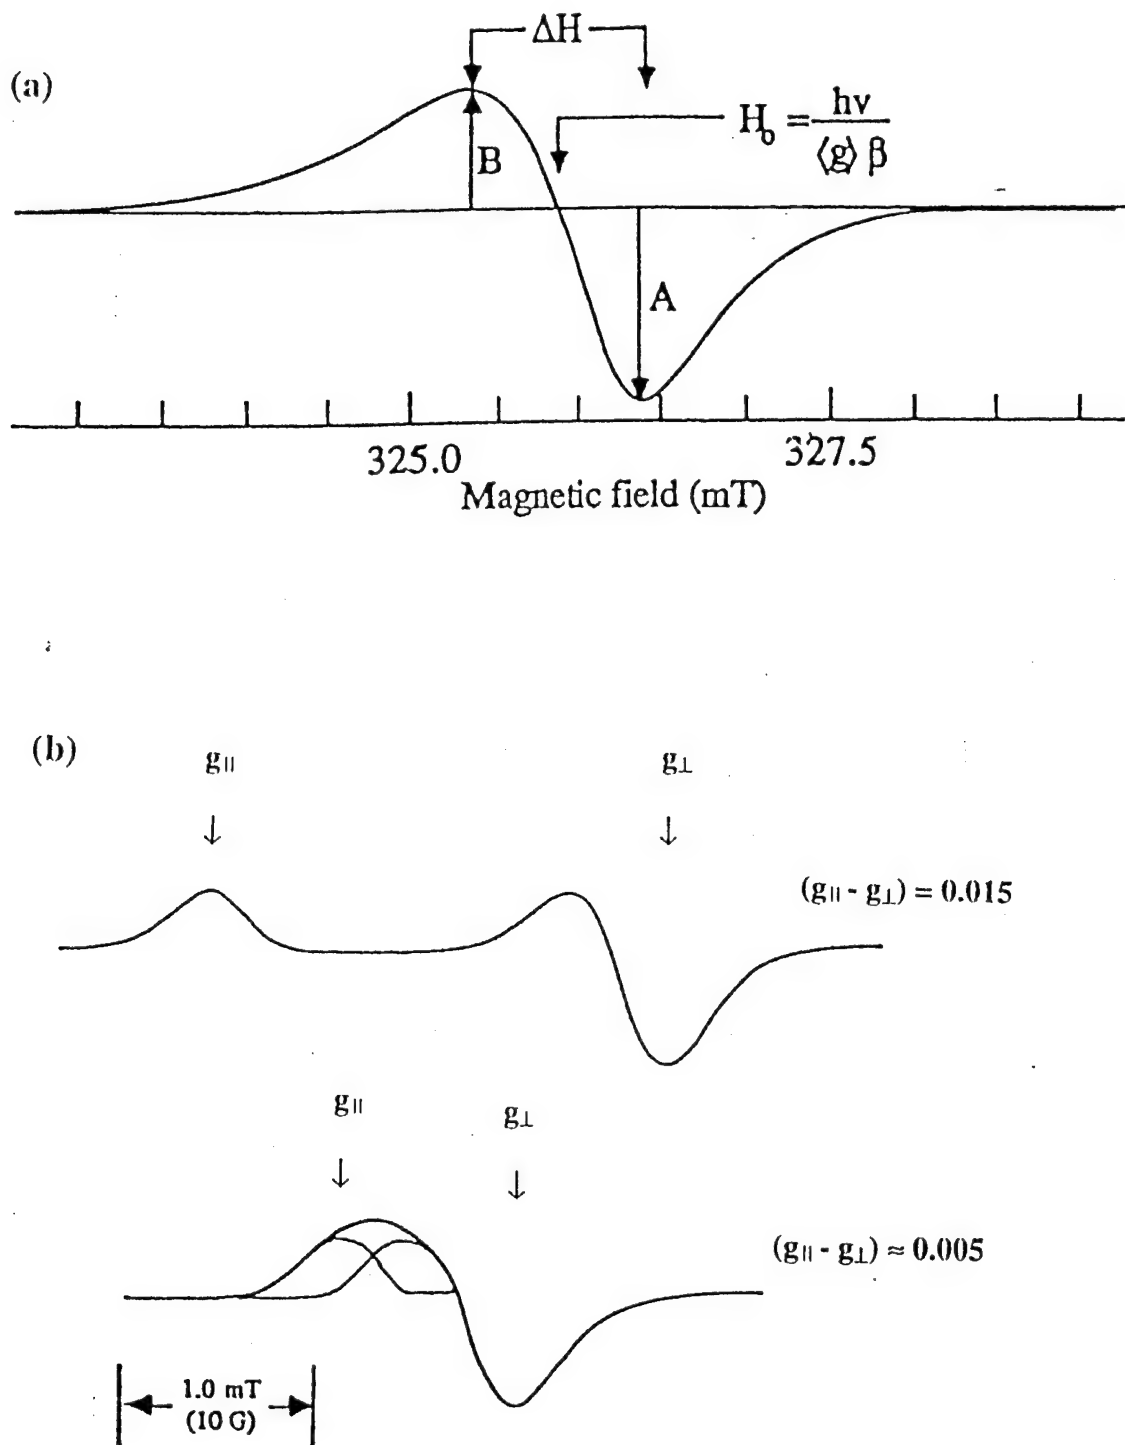 (a)
ΔH
H₀ = hν / ⟨g⟩ β
B
A
325.0
327.5
Magnetic field (mT)
(b)
g||
g⊥
(g|| - g⊥) = 0.015
g||
g⊥
(g|| - g⊥) ≈ 0.005
1.0 mT
(10 G)